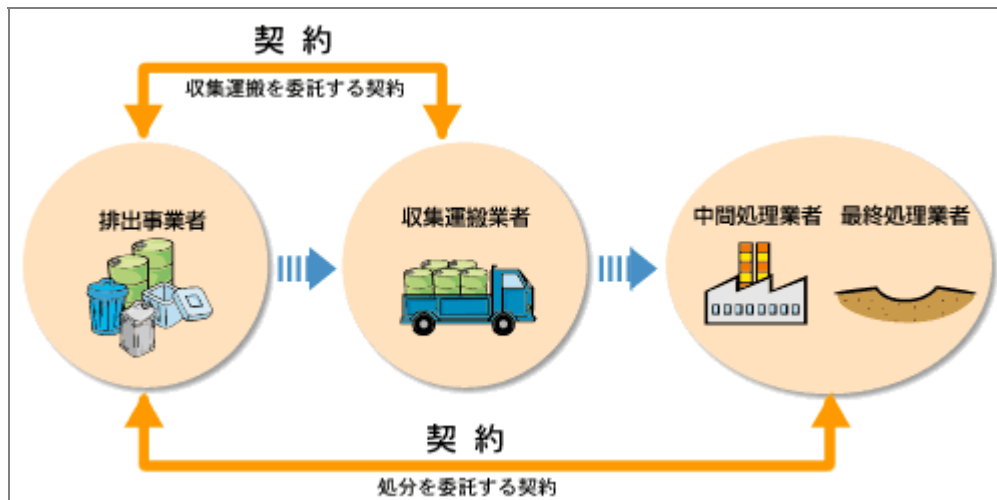 契約
収集運搬を委託する契約
排出事業者
収集運搬業者
中間処理業者
最終処理業者
契約
処分を委託する契約